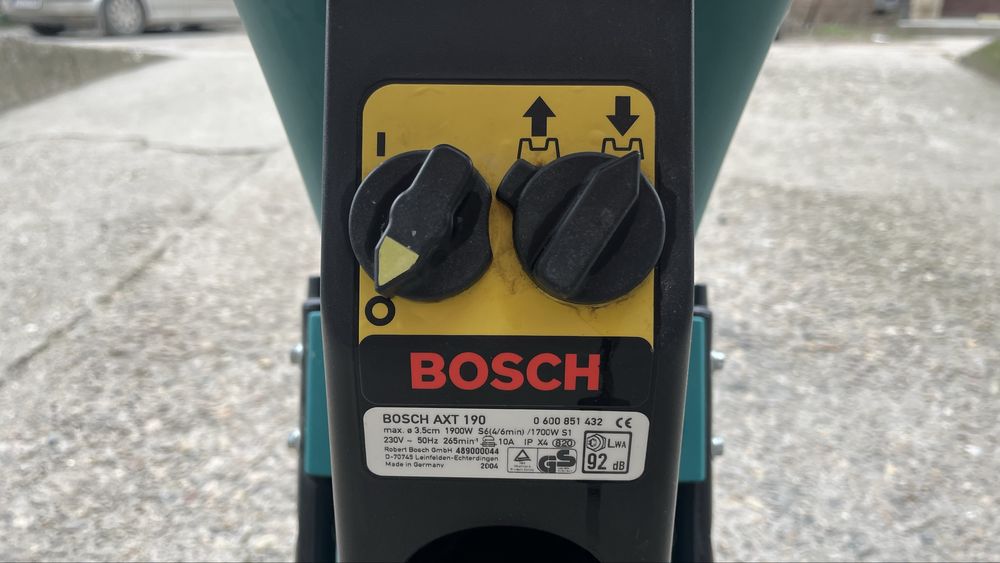 I
O
BOSCH
BOSCH AXT 190 0 600 851 432 CE
max. ø 3.5cm 1900W S6(4/6min) /1700W S1
230V ~ 50Hz 265min⁻¹ 10A IP X4 820
Robert Bosch GmbH 489000044
D-70745 Leinfelden-Echterdingen
Made in Germany 2004
GS
LWA
92 dB